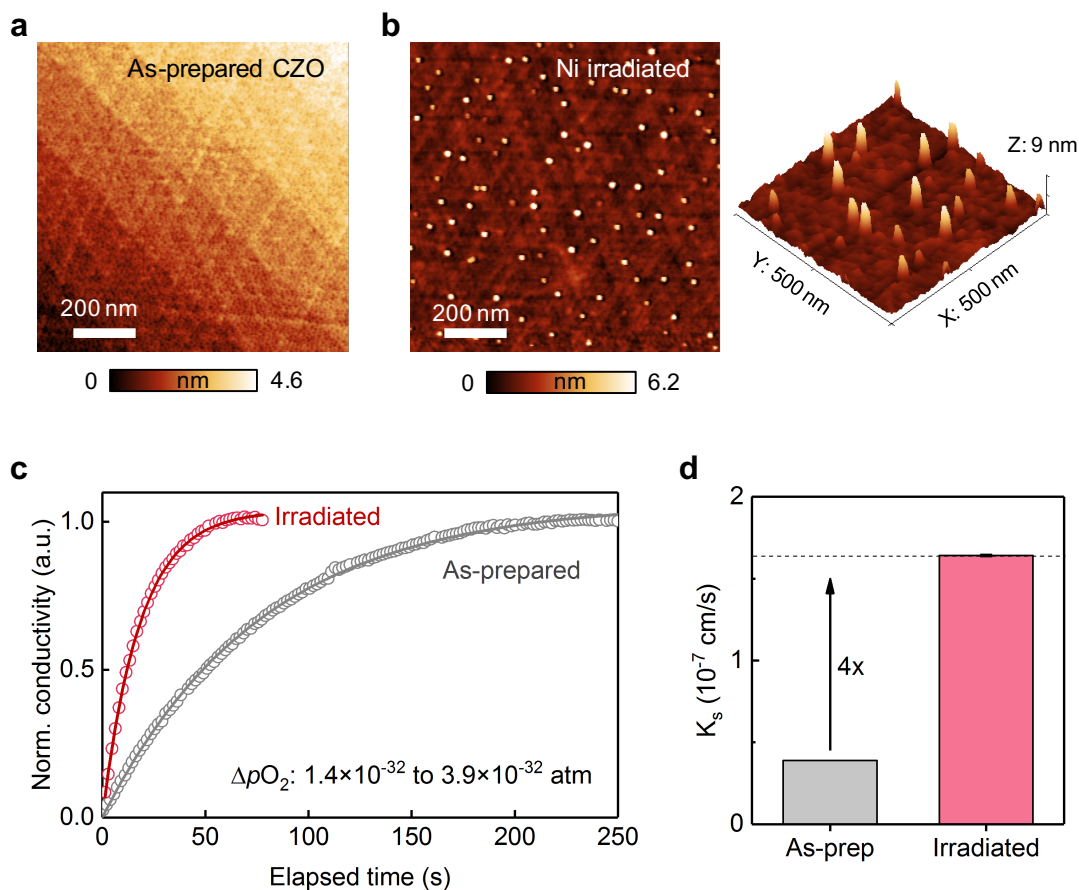 a
As-prepared CZO
200 nm
0 nm 4.6
b
Ni irradiated
200 nm
0 nm 6.2
Z: 9 nm
Y: 500 nm
X: 500 nm
c
Norm. conductivity (a.u.)
1.0
0.5
0.0
Irradiated
As-prepared
ΔpO₂: 1.4×10⁻³² to 3.9×10⁻³² atm
0 50 100 150 200 250
Elapsed time (s)
d
Kₛ (10⁻⁷ cm/s)
2
1
0
4x
As-prep Irradiated